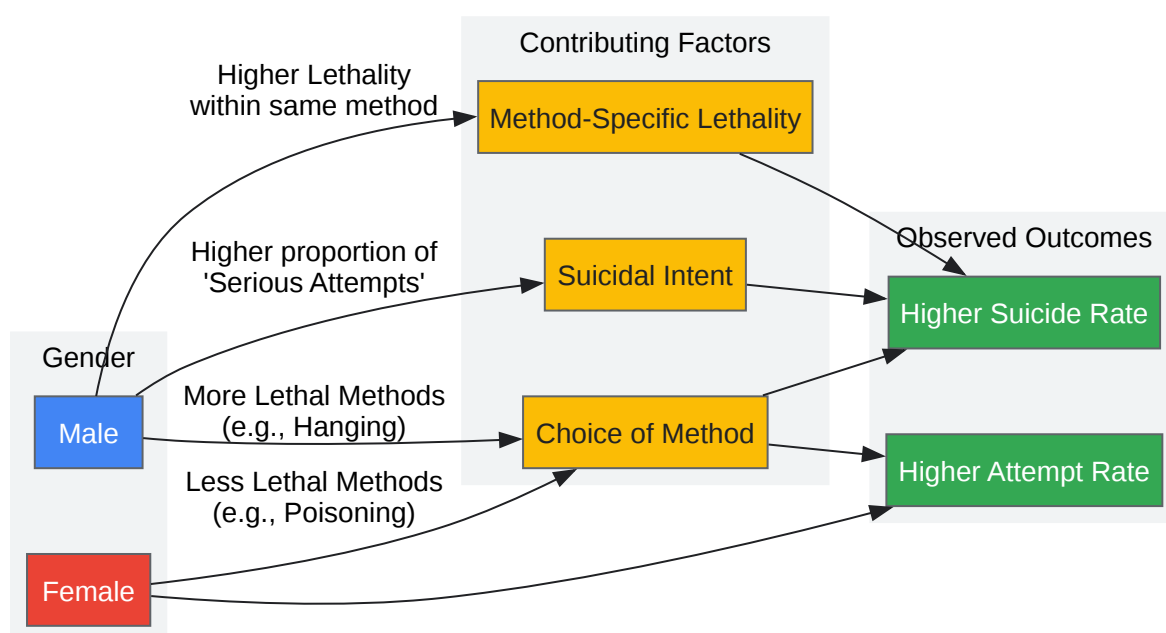 Contributing Factors
Higher Lethality
within same method
Method-Specific Lethality
Higher proportion of
'Serious Attempts'
Suicidal Intent
Observed Outcomes
Higher Suicide Rate
Gender
Male
More Lethal Methods
(e.g., Hanging)
Choice of Method
Higher Attempt Rate
Less Lethal Methods
(e.g., Poisoning)
Female